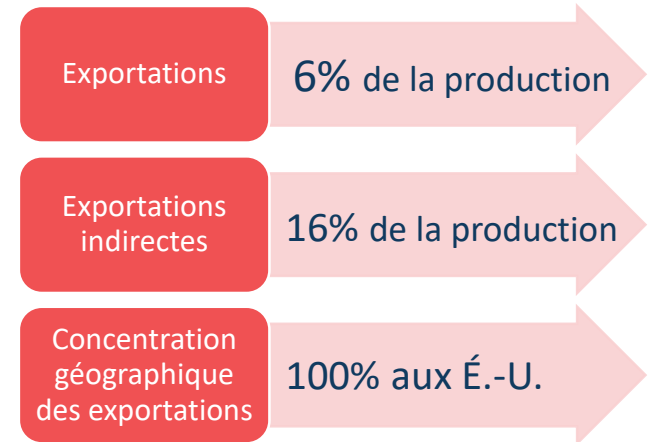 Exportations
6% de la production
Exportations
indirectes
16% de la production
Concentration
géographique
des exportations
100% aux É.-U.